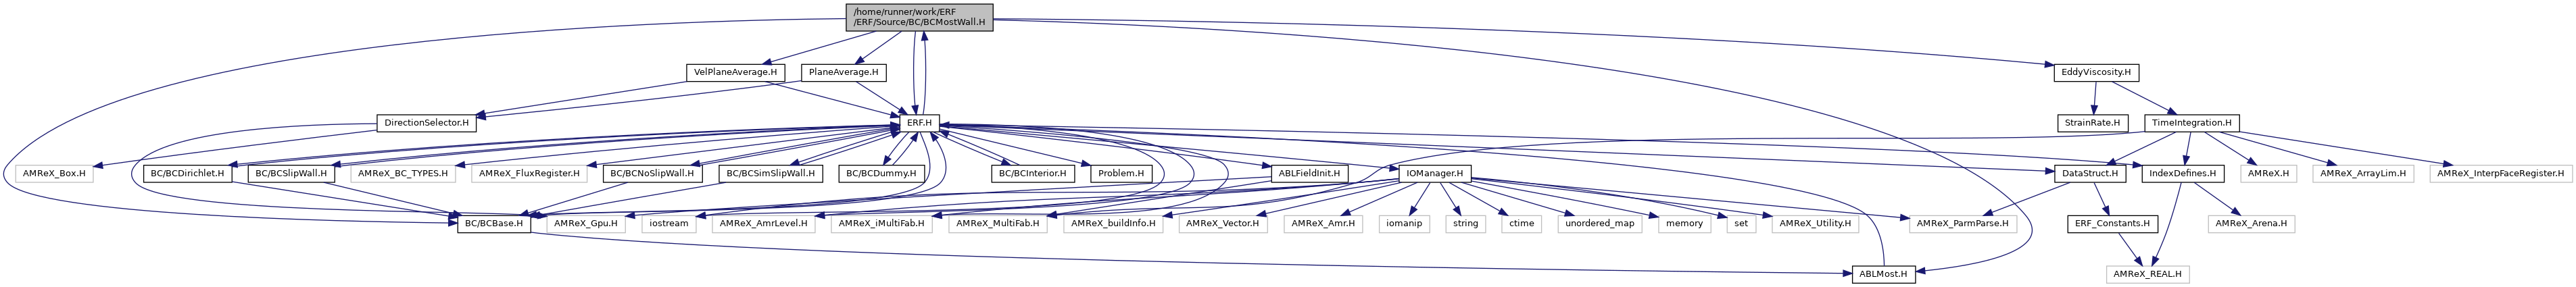 /home/runner/work/ERF
/ERF/Source/BC/BCMostWall.H
VelPlaneAverage.H
PlaneAverage.H
EddyViscosity.H
DirectionSelector.H
ERF.H
StrainRate.H
TimeIntegration.H
AMReX_Box.H
BC/BCDirichlet.H
BC/BCSlipWall.H
AMReX_BC_TYPES.H
AMReX_FluxRegister.H
BC/BCNoSlipWall.H
BC/BCSimSlipWall.H
BC/BCDummy.H
BC/BCInterior.H
Problem.H
ABLFieldInit.H
IOManager.H
DataStruct.H
IndexDefines.H
AMReX.H
AMReX_ArrayLim.H
AMReX_InterpFaceRegister.H
BC/BCBase.H
AMReX_Gpu.H
iostream
AMReX_AmrLevel.H
AMReX_iMultiFab.H
AMReX_MultiFab.H
AMReX_buildInfo.H
AMReX_Vector.H
AMReX_Amr.H
iomanip
string
ctime
unordered_map
memory
set
AMReX_Utility.H
AMReX_ParmParse.H
ERF_Constants.H
AMReX_Arena.H
ABLMost.H
AMReX_REAL.H